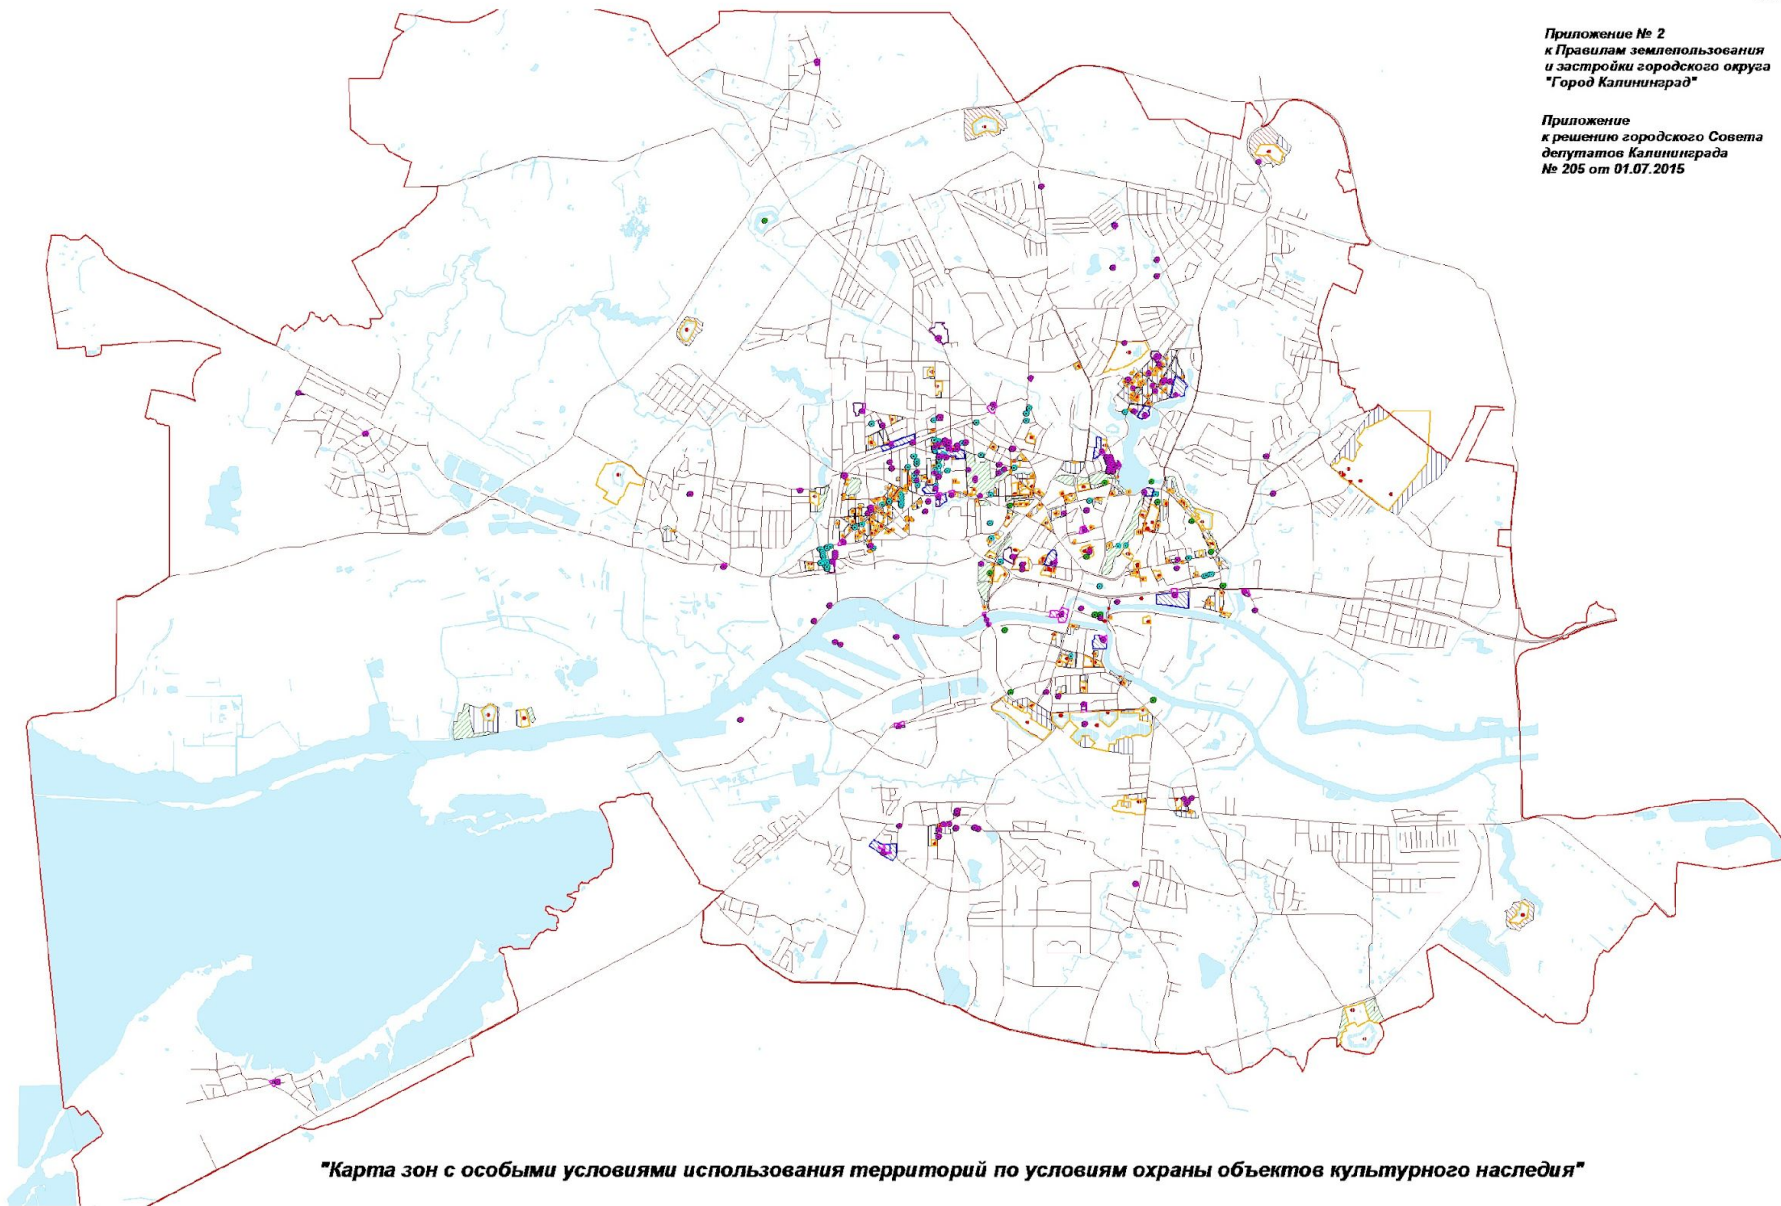 Приложение № 2
к Правилам землепользования
и застройки городского округа
"Город Калининград"
Приложение
к решению городского Совета
депутатов Калининграда
№ 205 от 01.07.2015
"Карта зон с особыми условиями использования территорий по условиям охраны объектов культурного наследия"